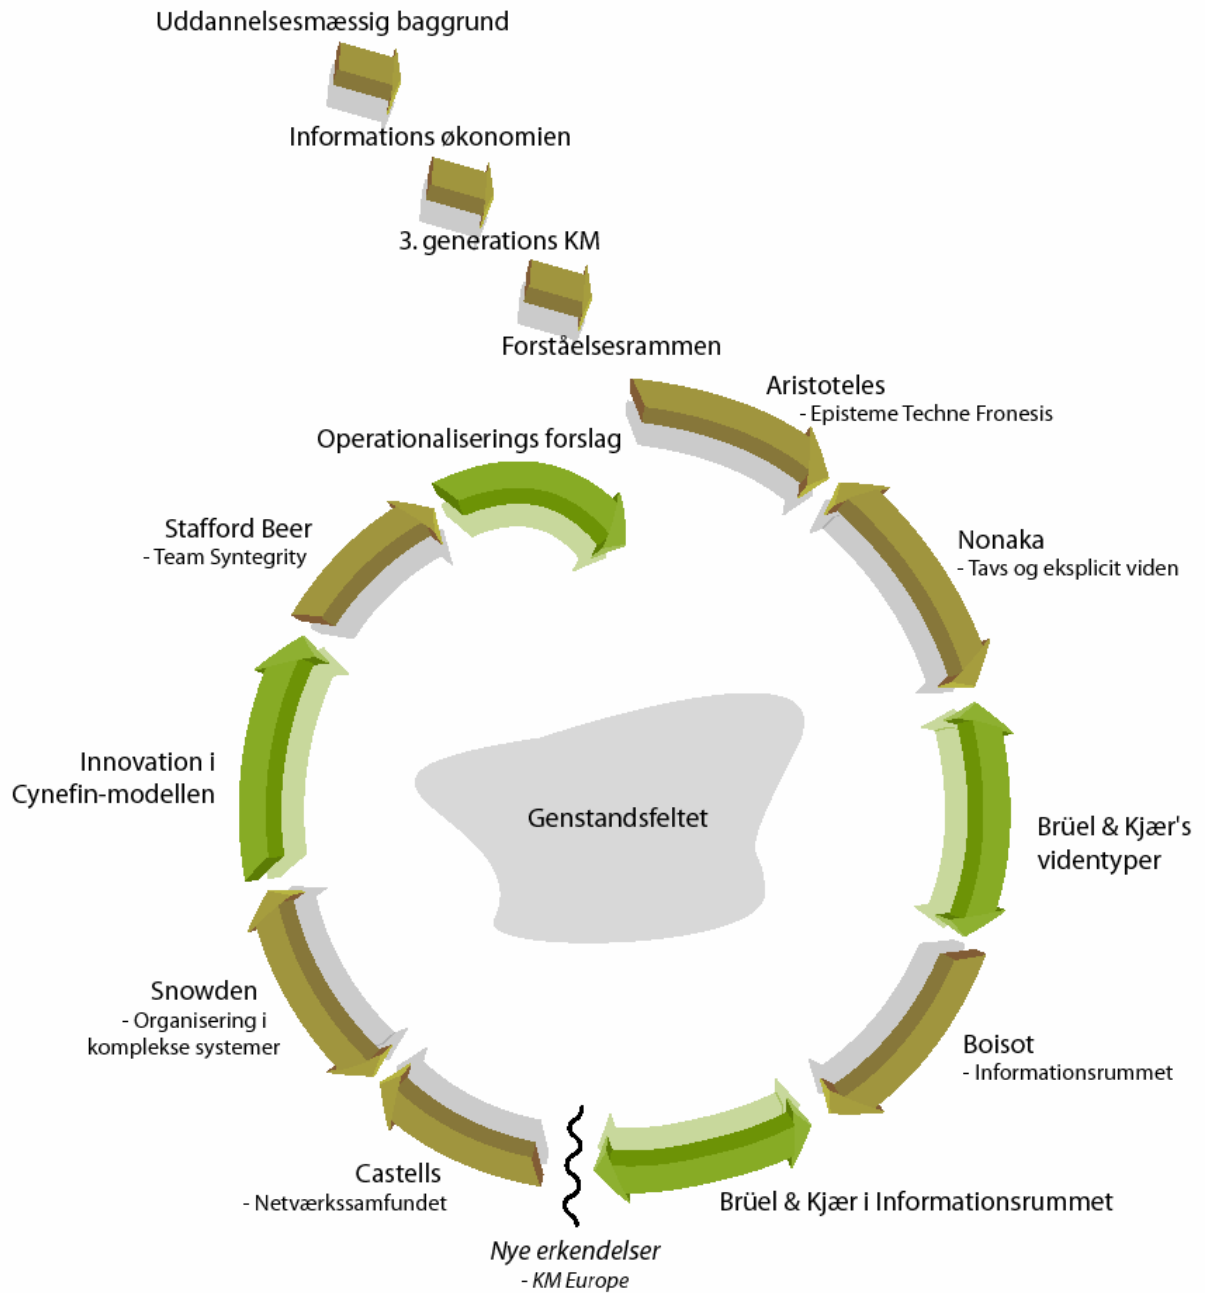 Uddannelsesmæssig baggrund
Informations økonomien
3. generations KM
Forståelsesrammen
Aristoteles
- Episteme Techne Fronesis
Operationaliserings forslag
Stafford Beer
- Team Syntegrity
Nonaka
- Tavs og eksplicit viden
Innovation i
Cynefin-modellen
Genstandsfeltet
Brüel & Kjær's
videntyper
Snowden
- Organisering i
komplekse systemer
Boisot
- Informationsrummet
Castells
- Netværkssamfundet
Brüel & Kjær i Informationsrummet
Nye erkendelser
- KM Europe